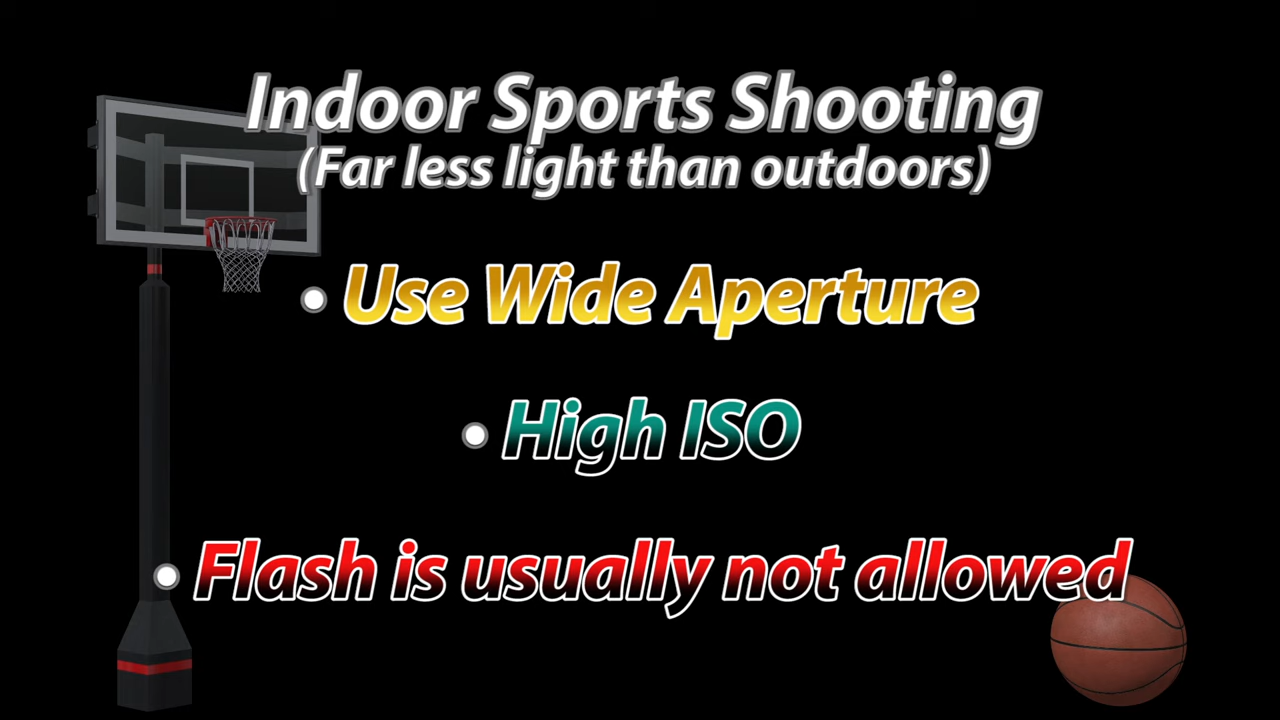 Indoor Sports Shooting
(Far less light than outdoors)
• Use Wide Aperture
• High ISO
• Flash is usually not allowed